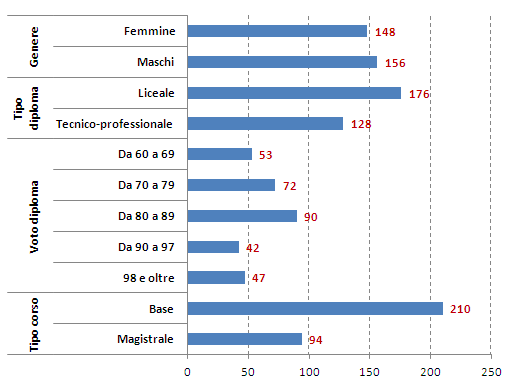 Genere
Femmine 148
Maschi 156
Tipo diploma
Liceale 176
Tecnico-professionale 128
Voto diploma
Da 60 a 69 53
Da 70 a 79 72
Da 80 a 89 90
Da 90 a 97 42
98 e oltre 47
Tipo corso
Base 210
Magistrale 94
0 50 100 150 200 250